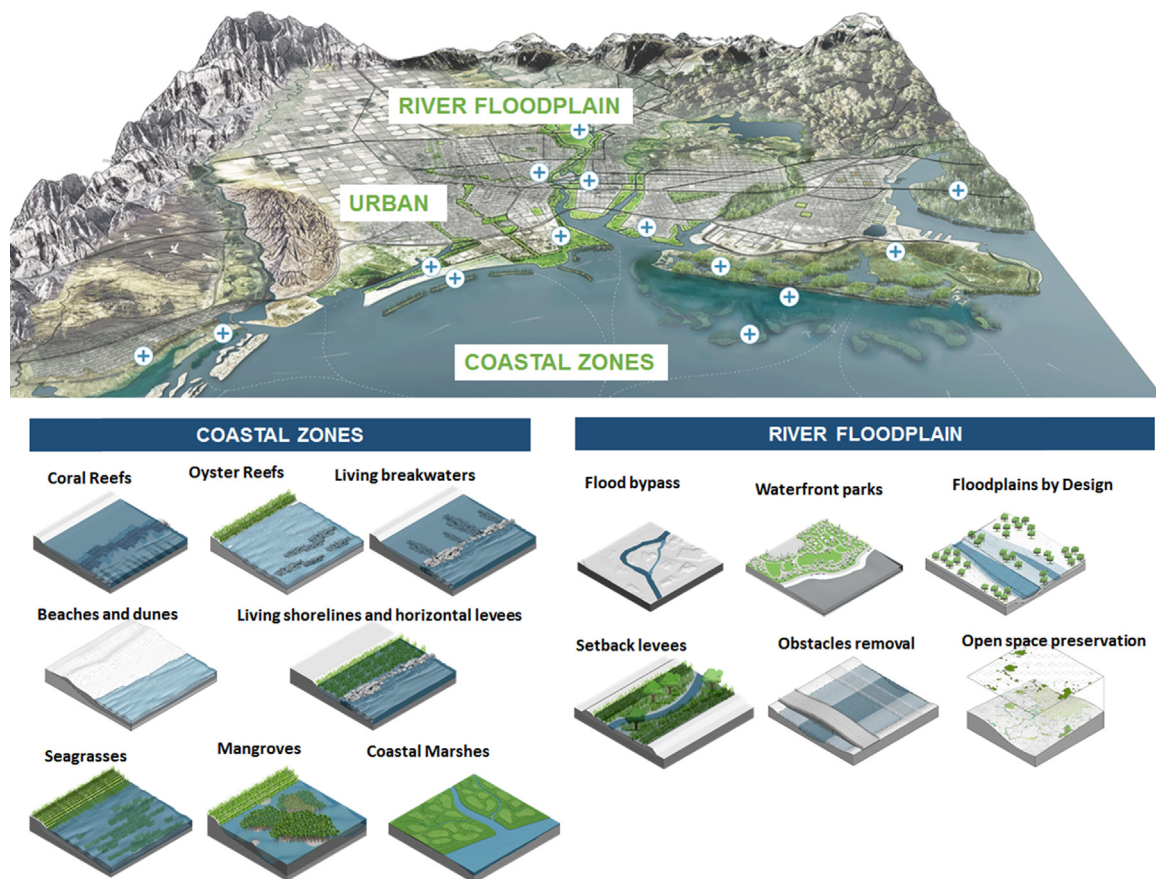 RIVER FLOODPLAIN
URBAN
COASTAL ZONES
COASTAL ZONES
Coral Reefs
Oyster Reefs
Living breakwaters
Beaches and dunes
Living shorelines and horizontal levees
Seagrasses
Mangroves
Coastal Marshes
RIVER FLOODPLAIN
Flood bypass
Waterfront parks
Floodplains by Design
Setback levees
Obstacles removal
Open space preservation